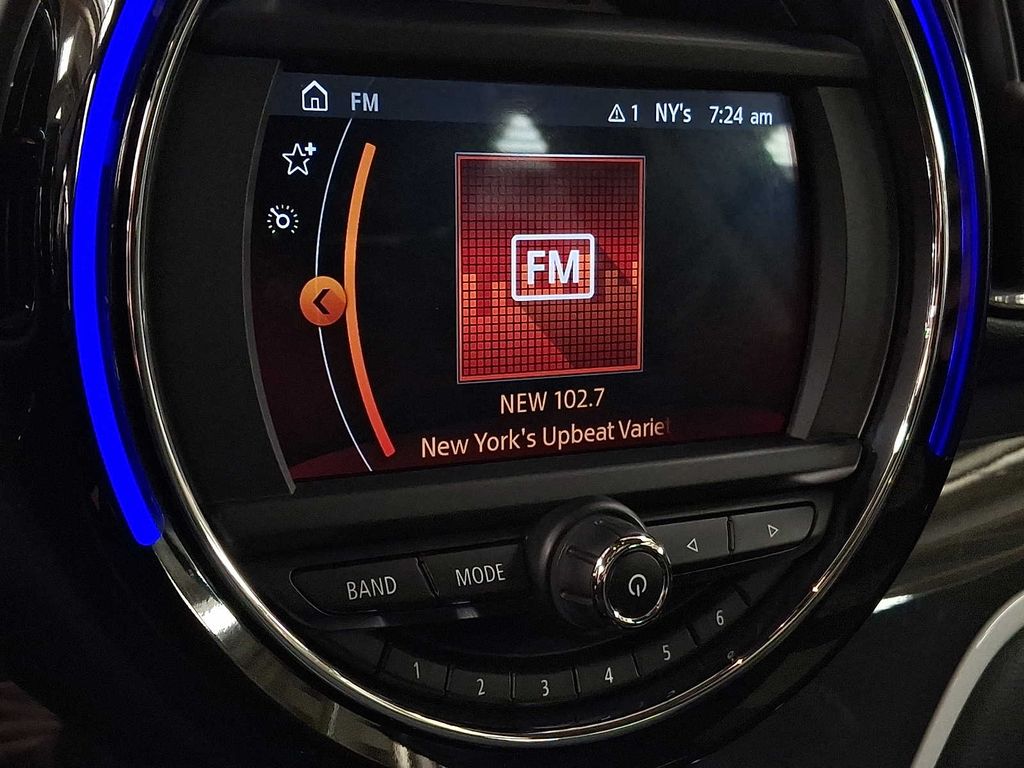 FM
1 NY's 7:24 am
FM
NEW 102.7
New York's Upbeat Variet
BAND
MODE
1
2
3
4
5
6